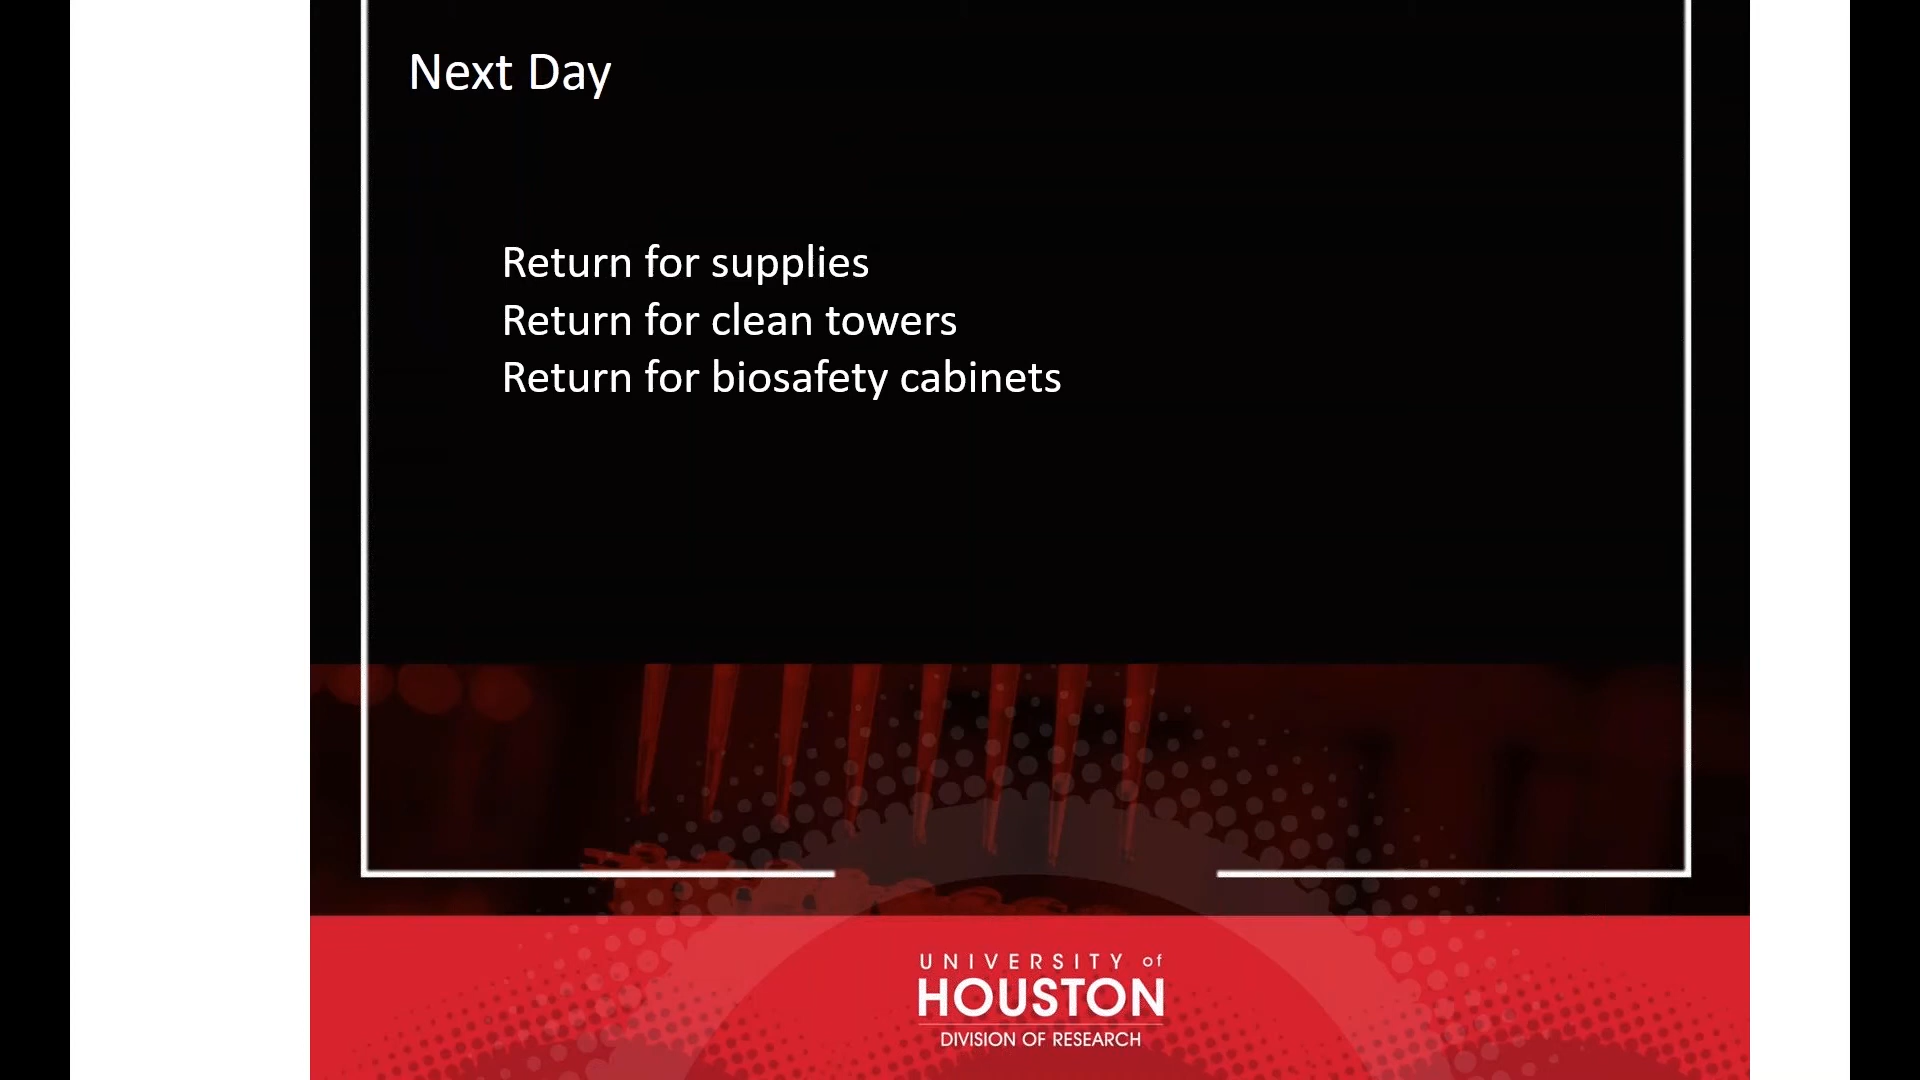 Next Day
Return for supplies
Return for clean towers
Return for biosafety cabinets
UNIVERSITY of
HOUSTON
DIVISION OF RESEARCH